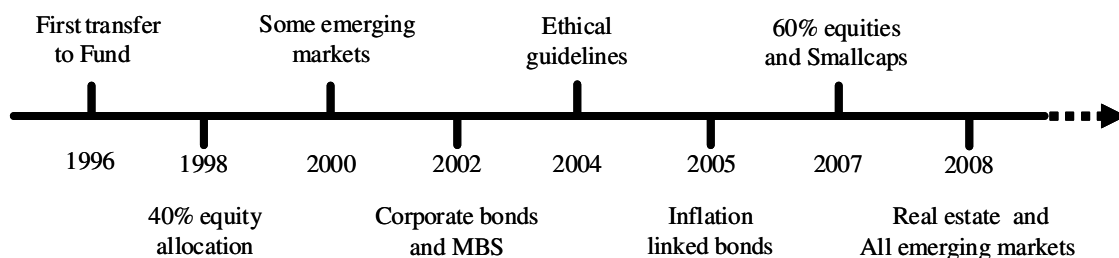 First transfer
to Fund
Some emerging
markets
Ethical
guidelines
60% equities
and Smallcaps
1996
1998
2000
2002
2004
2005
2007
2008
40% equity
allocation
Corporate bonds
and MBS
Inflation
linked bonds
Real estate and
All emerging markets